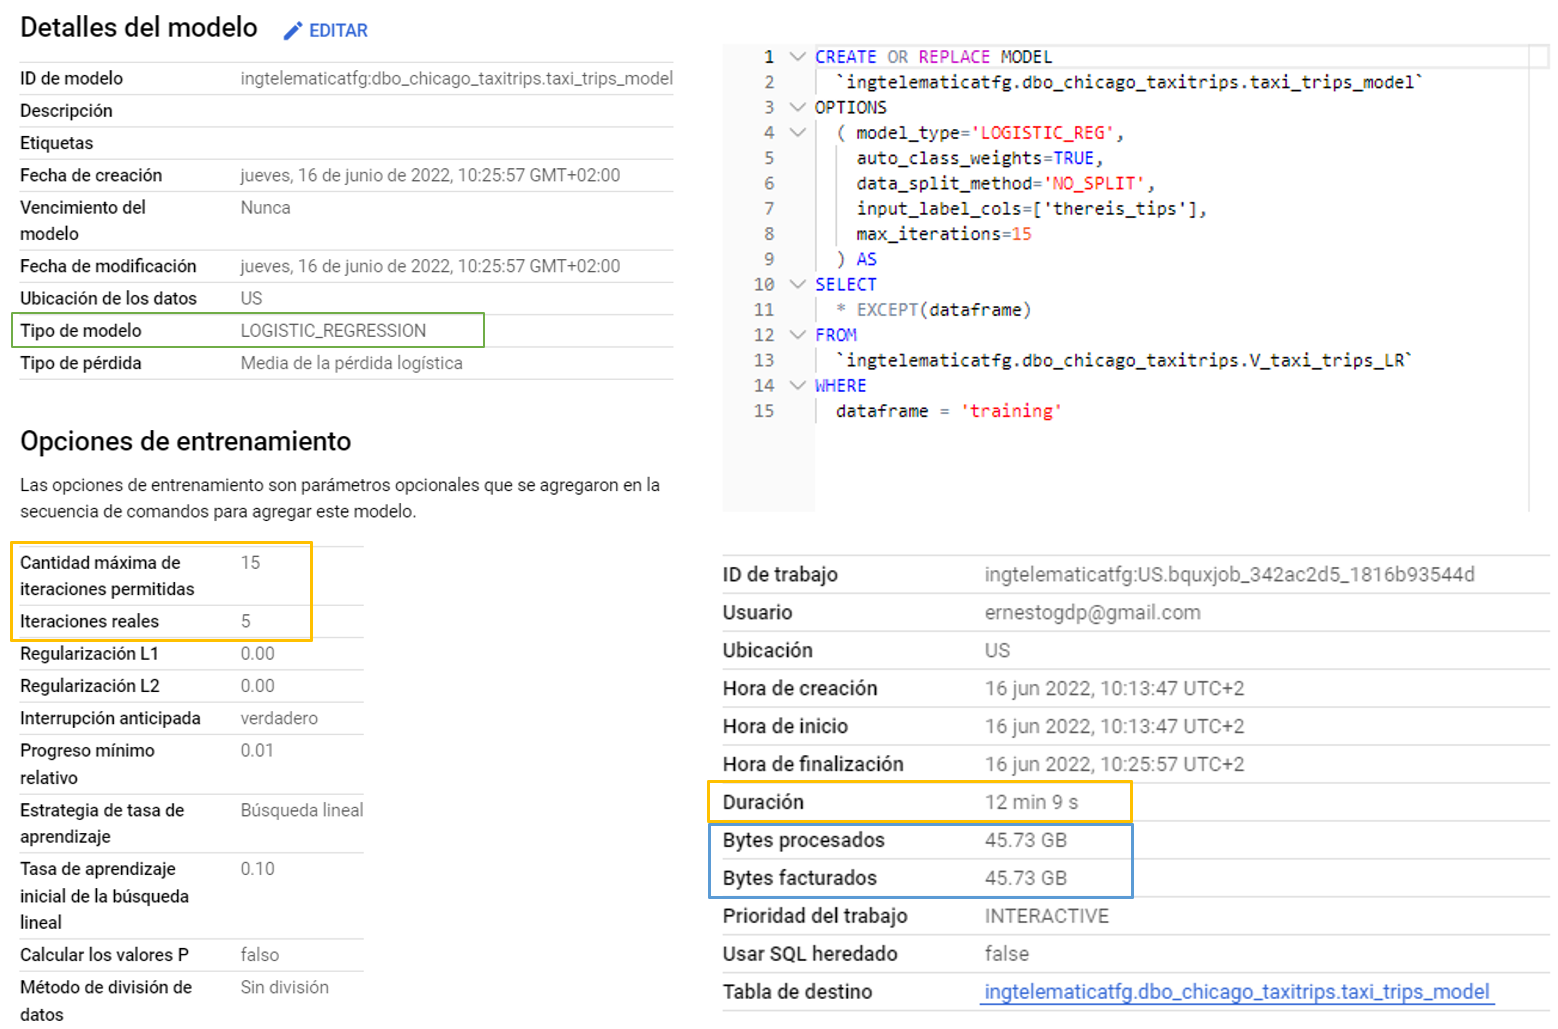 Detalles del modelo EDITAR
ID de modelo ingtelematicatfg:dbo_chicago_taxitrips.taxi_trips_model
Descripción
Etiquetas
Fecha de creación jueves, 16 de junio de 2022, 10:25:57 GMT+02:00
Vencimiento del Nunca
modelo
Fecha de modificación jueves, 16 de junio de 2022, 10:25:57 GMT+02:00
Ubicación de los datos US
Tipo de modelo LOGISTIC_REGRESSION
Tipo de pérdida Media de la pérdida logística
Opciones de entrenamiento
Las opciones de entrenamiento son parámetros opcionales que se agregaron en la
secuencia de comandos para agregar este modelo.
Cantidad máxima de 15
iteraciones permitidas
Iteraciones reales 5
Regularización L1 0.00
Regularización L2 0.00
Interrupción anticipada verdadero
Progreso mínimo 0.01
relativo
Estrategia de tasa de Búsqueda lineal
aprendizaje
Tasa de aprendizaje 0.10
inicial de la búsqueda
lineal
Calcular los valores P falso
Método de división de Sin división
datos
1 CREATE OR REPLACE MODEL
2 `ingtelematicatfg.dbo_chicago_taxitrips.taxi_trips_model`
3 OPTIONS
4 ( model_type='LOGISTIC_REG',
5 auto_class_weights=TRUE,
6 data_split_method='NO_SPLIT',
7 input_label_cols=['thereis_tips'],
8 max_iterations=15
9 ) AS
10 SELECT
11 * EXCEPT(dataframe)
12 FROM
13 `ingtelematicatfg.dbo_chicago_taxitrips.V_taxi_trips_LR`
14 WHERE
15 dataframe = 'training'
ID de trabajo ingtelematicatfg:US.bquxjob_342ac2d5_1816b93544d
Usuario ernestogdp@gmail.com
Ubicación US
Hora de creación 16 jun 2022, 10:13:47 UTC+2
Hora de inicio 16 jun 2022, 10:13:47 UTC+2
Hora de finalización 16 jun 2022, 10:25:57 UTC+2
Duración 12 min 9 s
Bytes procesados 45.73 GB
Bytes facturados 45.73 GB
Prioridad del trabajo INTERACTIVE
Usar SQL heredado false
Tabla de destino ingtelematicatfg.dbo_chicago_taxitrips.taxi_trips_model